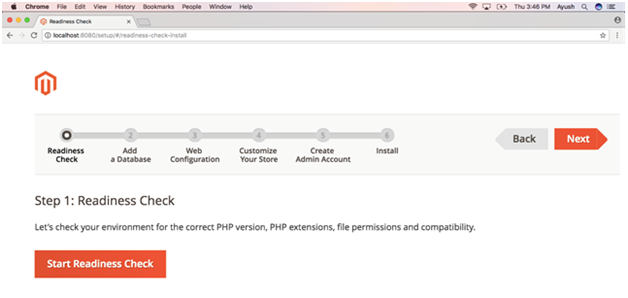 Chrome File Edit View History Bookmarks People Window Help Thu 3:46 PM Ayush
Readiness Check
localhost:8080/setup/#/readiness-check-install
2 3 4 5 6
Readiness Check
Add a Database
Web Configuration
Customize Your Store
Create Admin Account
Install
Back
Next
Step 1: Readiness Check
Let's check your environment for the correct PHP version, PHP extensions, file permissions and compatibility.
Start Readiness Check